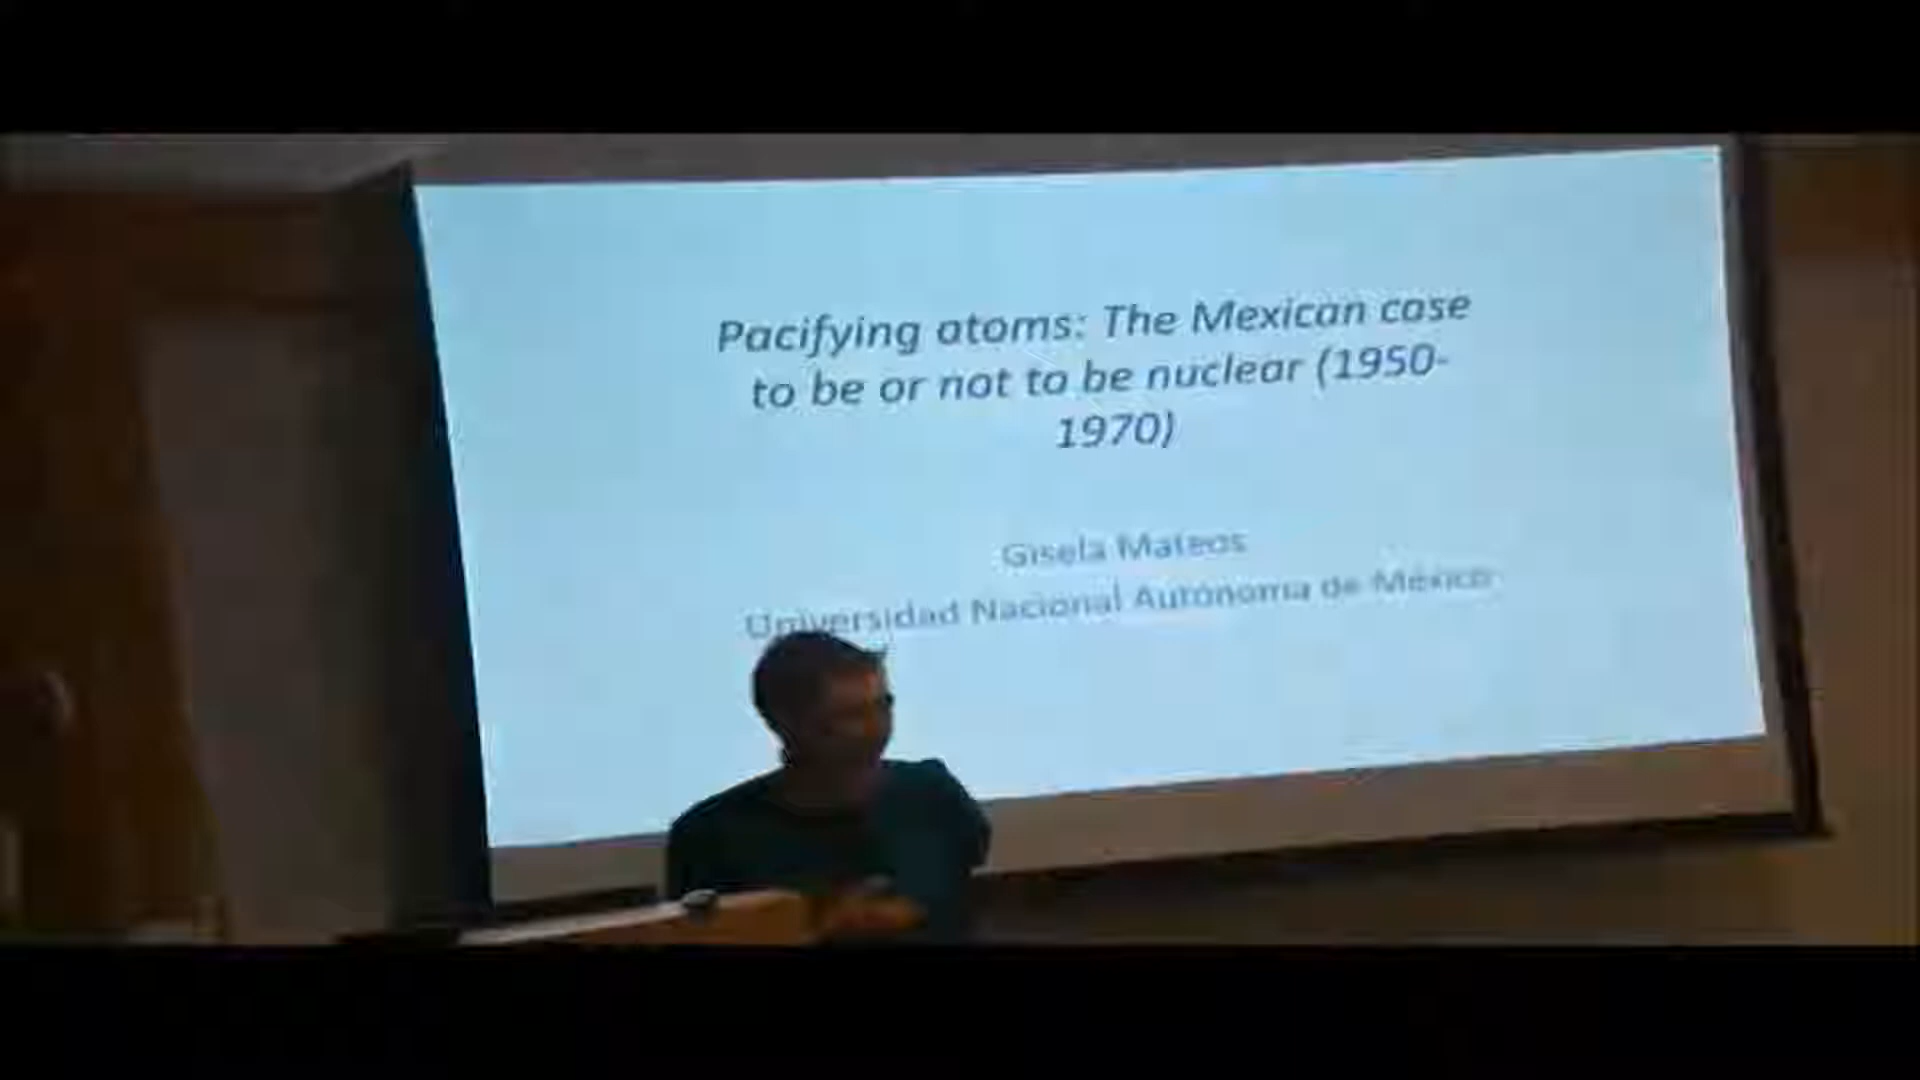 Pacifying atoms: The Mexican case
to be or not to be nuclear (1950-
1970)
Gisela Mateos
Universidad Nacional Autónoma de México